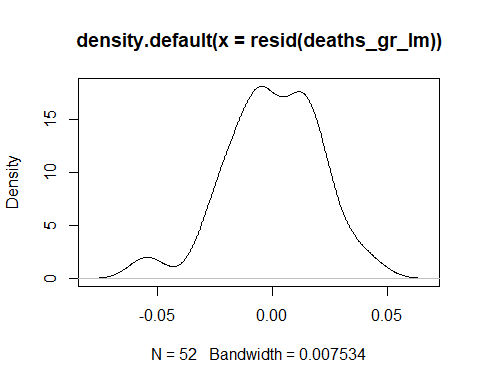 density.default(x = resid(deaths_gr_lm))
Density
15
10
5
0
-0.05 0.00 0.05
N = 52 Bandwidth = 0.007534